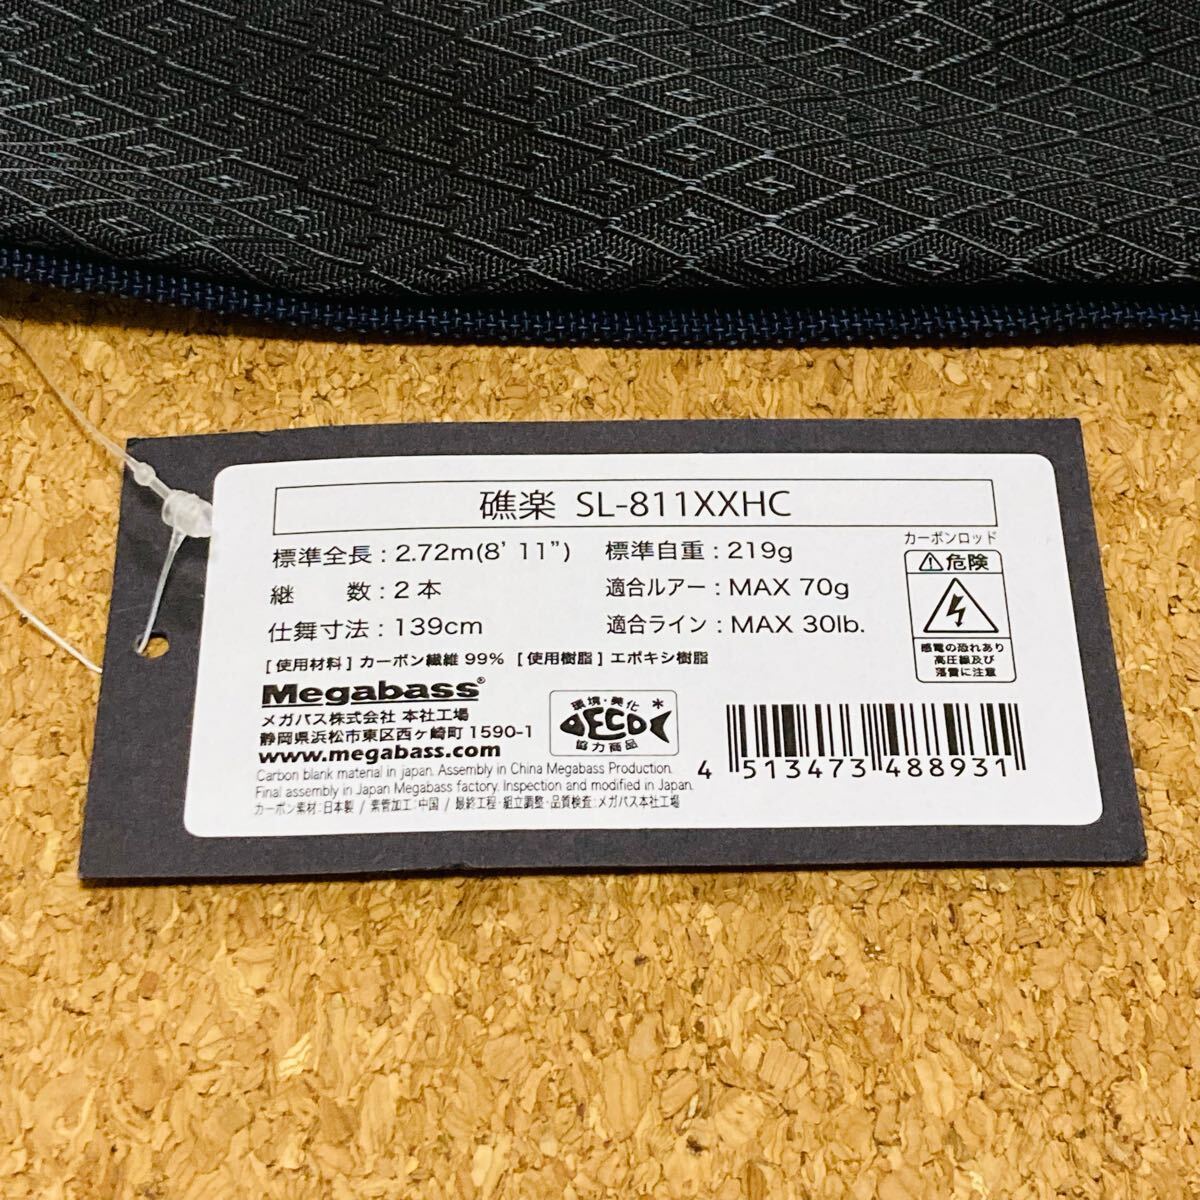 礁楽 SL-811XXHC
標準全長 : 2.72m(8' 11")
標準自重 : 219g
継　数 : 2 本
適合ルアー : MAX 70g
仕舞寸法 : 139cm
適合ライン : MAX 30lb.
[ 使用材料 ] カーボン繊維 99% [ 使用樹脂 ] エポキシ樹脂
カーボンロッド
⚠危険
感電の恐れあり
高圧線及び
落雷に注意
Megabass®
メガバス株式会社 本社工場
静岡県浜松市東区西ヶ崎町 1590-1
www.megabass.com
環境・美化
ECO
協力商品
Carbon blank material in japan. Assembly in China Megabass Production.
Final assembly in Japan Megabass factory. Inspection and modified in Japan.
カーボン素材:日本製 / 素管加工:中国 / 最終工程・組立調整・品質検査:メガバス本社工場
4 513473 488931